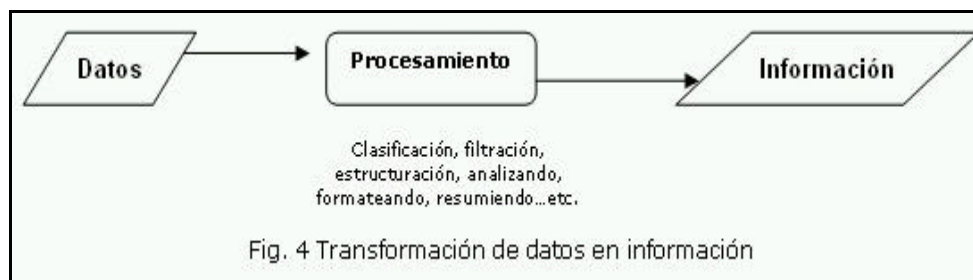 Datos
Procesamiento
Información
Clasificación, filtración,
estructuración, analizando,
formateando, resumiendo...etc.
Fig. 4 Transformación de datos en información